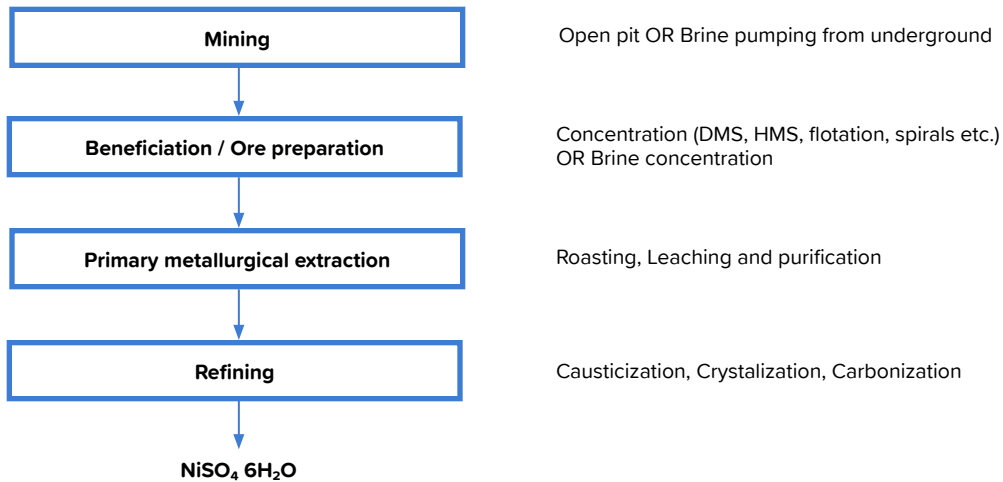 Mining
Open pit OR Brine pumping from underground
Beneficiation / Ore preparation
Concentration (DMS, HMS, flotation, spirals etc.)
OR Brine concentration
Primary metallurgical extraction
Roasting, Leaching and purification
Refining
Causticization, Crystalization, Carbonization
NiSO₄ 6H₂O